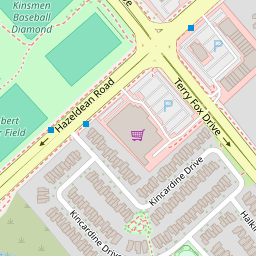 Kinsmen
Baseball
Diamond
Hazeldean Road
Terry Fox Drive
P
P
Field
Kincardine Drive
Kincardine Drive